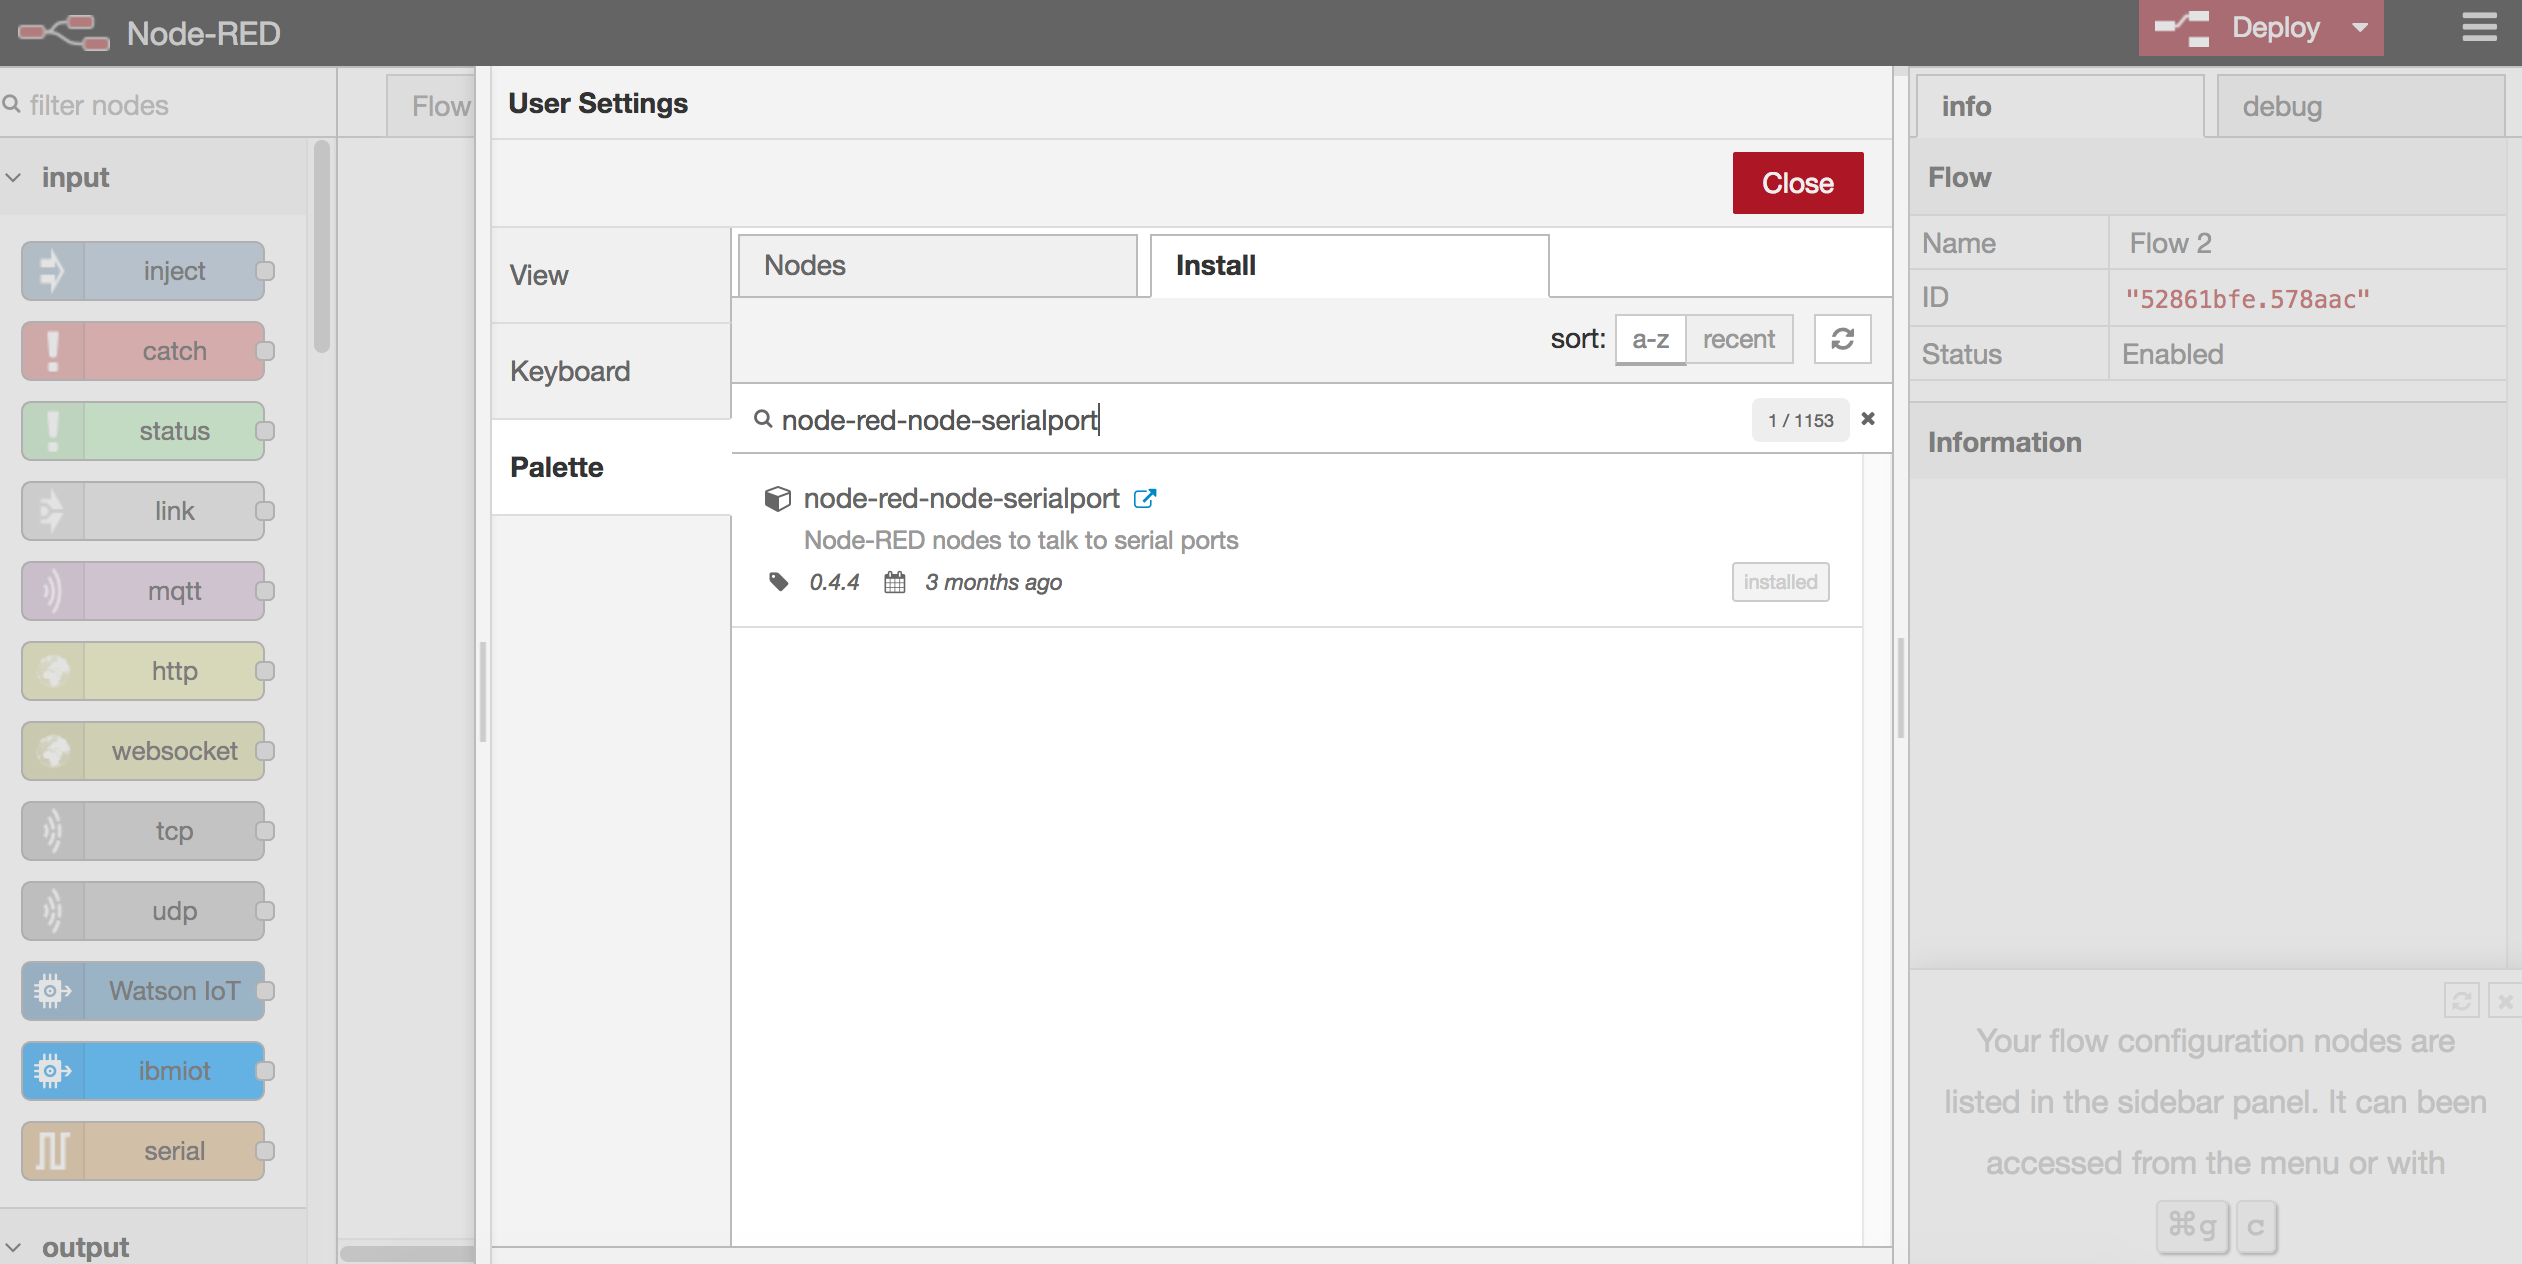 Node-RED
Deploy
filter nodes
input
inject
catch
status
link
mqtt
http
websocket
tcp
udp
Watson IoT
ibmiot
serial
output
Flow
User Settings
Close
View
Keyboard
Palette
Nodes
Install
sort: a-z recent
node-red-node-serialport 1 / 1153
node-red-node-serialport
Node-RED nodes to talk to serial ports
0.4.4 3 months ago installed
info
debug
Flow
Name Flow 2
ID "52861bfe.578aac"
Status Enabled
Information
Your flow configuration nodes are
listed in the sidebar panel. It can been
accessed from the menu or with
⌘g c